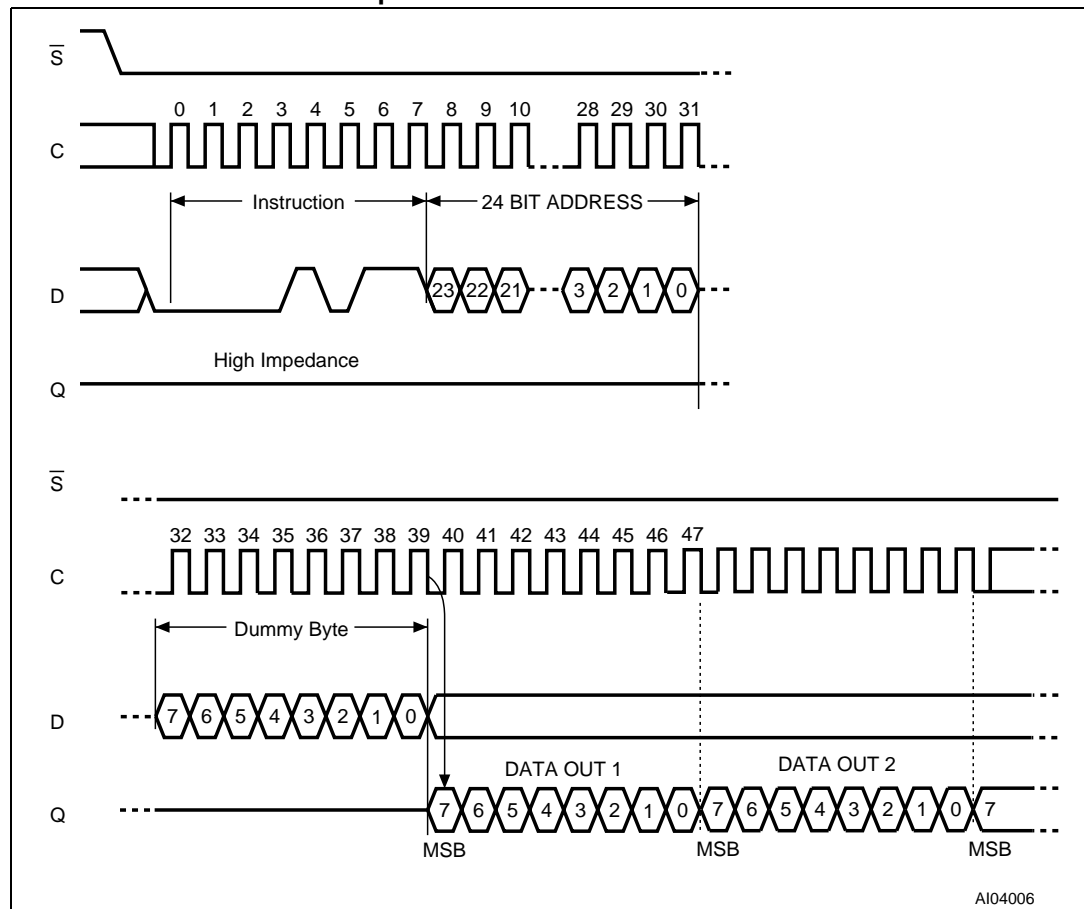 S̅
0 1 2 3 4 5 6 7 8 9 10 28 29 30 31
C
Instruction 24 BIT ADDRESS
D 23 22 21 3 2 1 0
High Impedance
Q
S̅
32 33 34 35 36 37 38 39 40 41 42 43 44 45 46 47
C
Dummy Byte
D 7 6 5 4 3 2 1 0
DATA OUT 1 DATA OUT 2
Q 7 6 5 4 3 2 1 0 7 6 5 4 3 2 1 0 7
MSB MSB MSB
AI04006